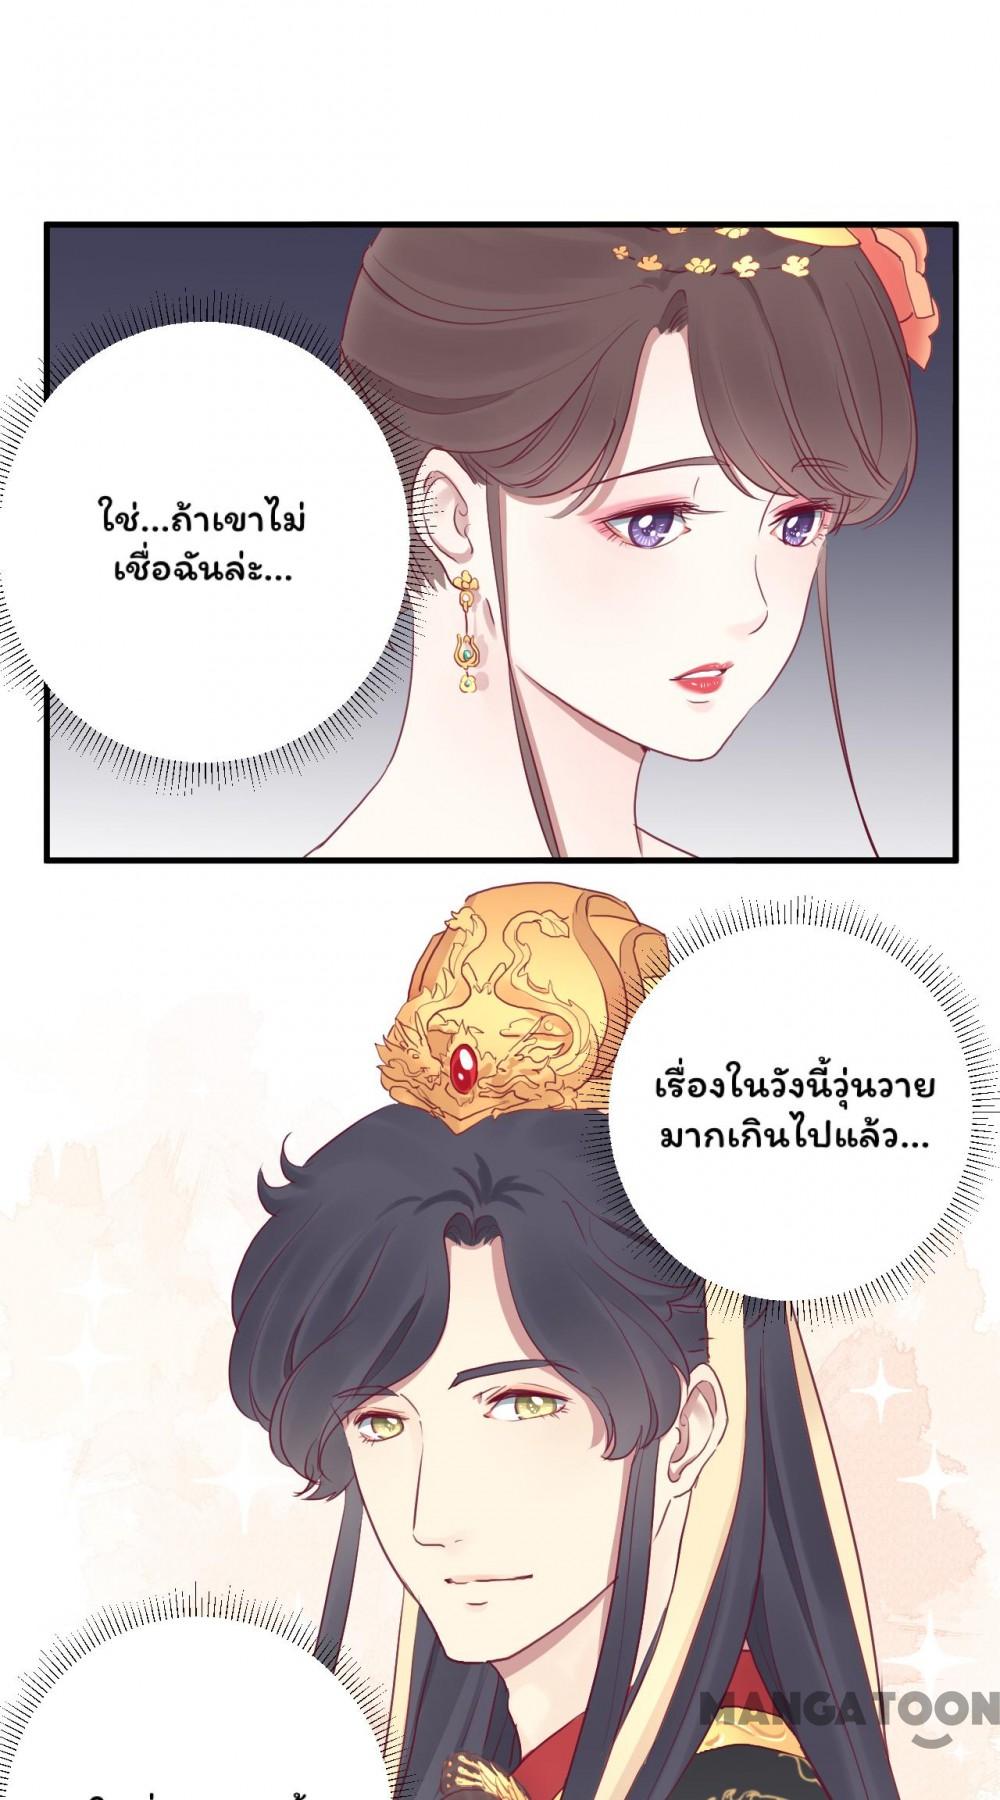 ใช่...ถ้าเขาไม่
เชื่อฉันล่ะ...
เรื่องในวังนี้วุ่นวาย
มากเกินไปแล้ว...
MANGATOON